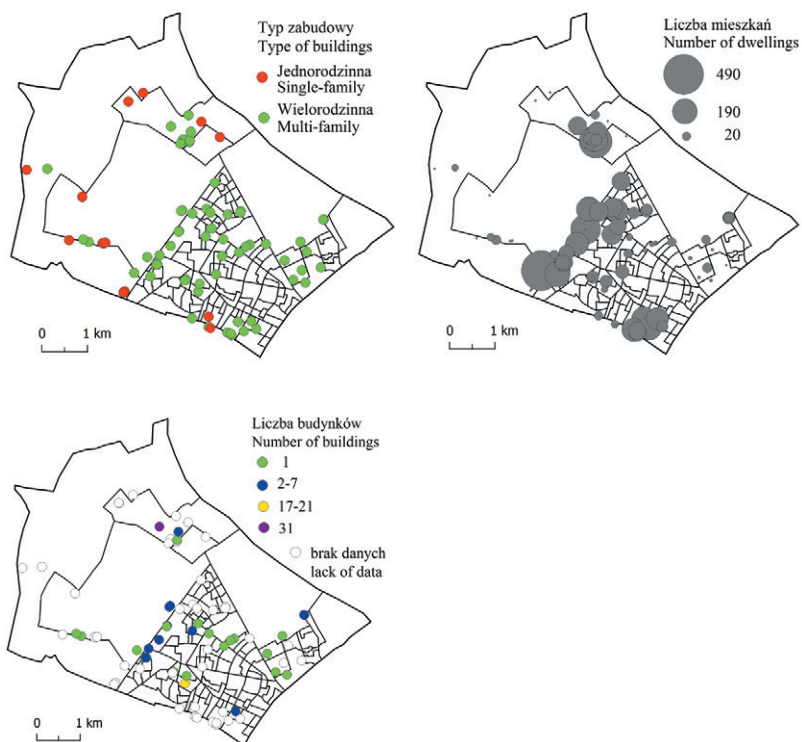 Typ zabudowy
Type of buildings
Jednorodzinna
Single-family
Wielorodzinna
Multi-family
0 1 km
Liczba mieszkań
Number of dwellings
490
190
20
0 1 km
Liczba budynków
Number of buildings
1
2-7
17-21
31
brak danych
lack of data
0 1 km